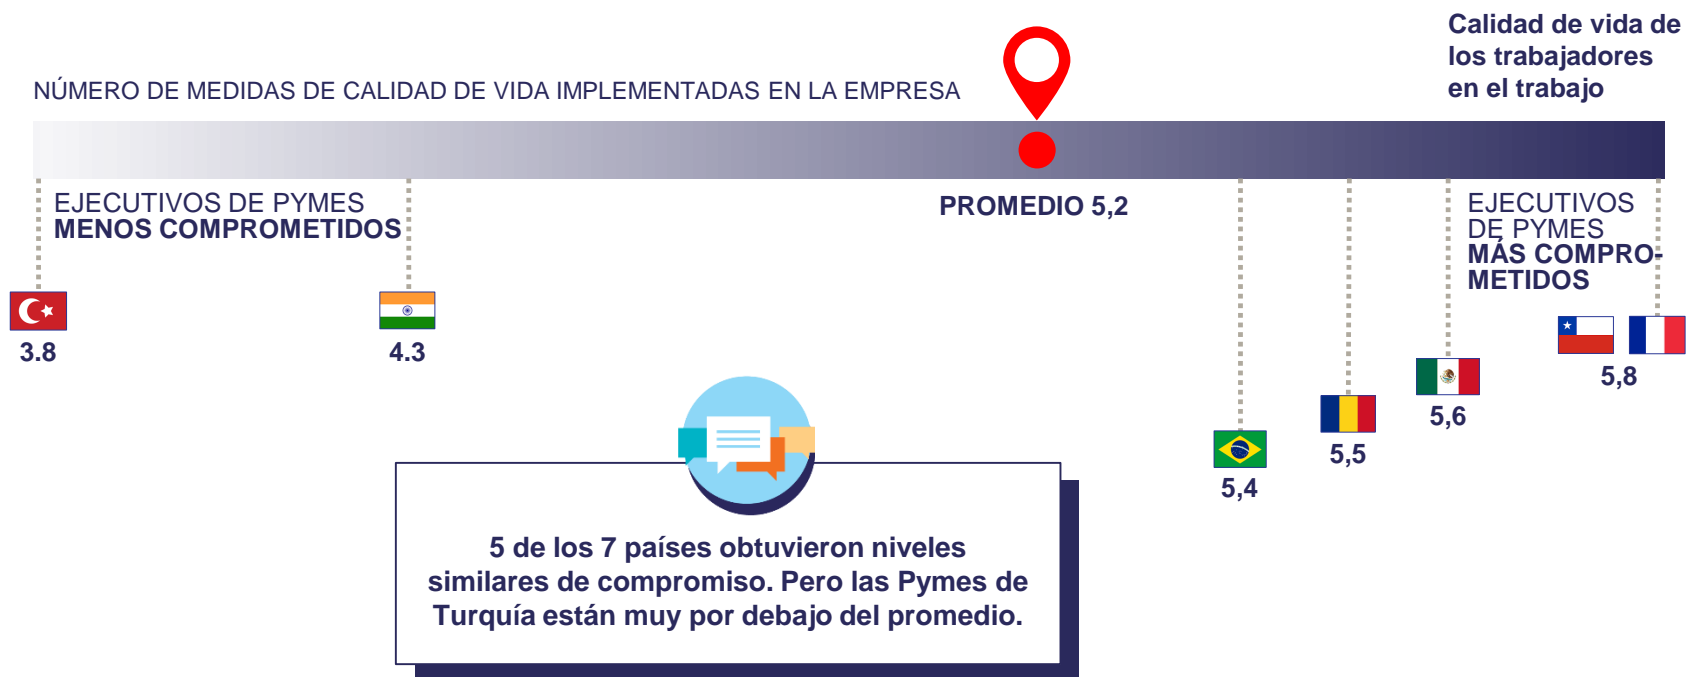 Calidad de vida de
los trabajadores
en el trabajo
NÚMERO DE MEDIDAS DE CALIDAD DE VIDA IMPLEMENTADAS EN LA EMPRESA
EJECUTIVOS DE PYMES
MENOS COMPROMETIDOS
PROMEDIO 5,2
EJECUTIVOS
DE PYMES
MÁS COMPRO-
METIDOS
3.8
4.3
5,4
5,5
5,6
5,8
5 de los 7 países obtuvieron niveles
similares de compromiso. Pero las Pymes de
Turquía están muy por debajo del promedio.